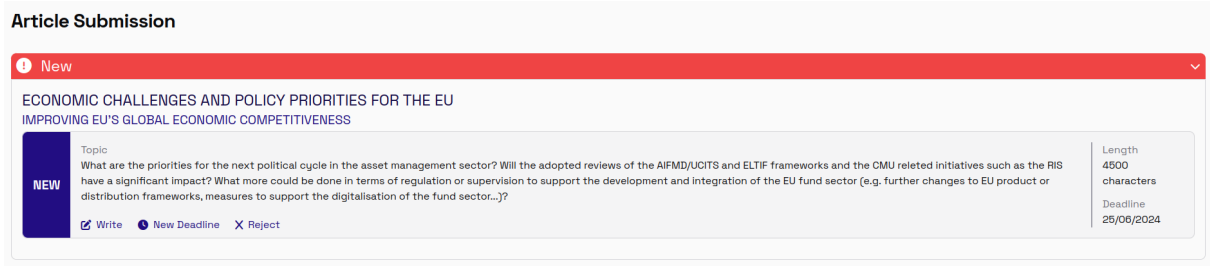 Article Submission
New
ECONOMIC CHALLENGES AND POLICY PRIORITIES FOR THE EU
IMPROVING EU'S GLOBAL ECONOMIC COMPETITIVENESS
NEW
Topic
What are the priorities for the next political cycle in the asset management sector? Will the adopted reviews of the AIFMD/UCITS and ELTIF frameworks and the CMU releted initiatives such as the RIS
have a significant impact? What more could be done in terms of regulation or supervision to support the development and integration of the EU fund sector (e.g. further changes to EU product or
distribution frameworks, measures to support the digitalisation of the fund sector...)?
Write New Deadline Reject
Length
4500
characters
Deadline
25/06/2024